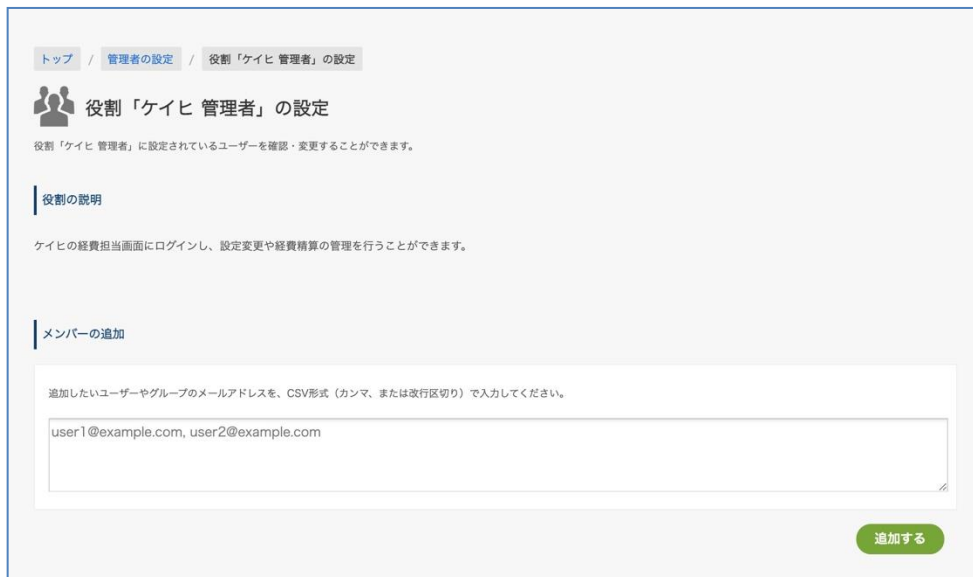 トップ / 管理者の設定 / 役割「ケイヒ 管理者」の設定
役割「ケイヒ 管理者」の設定
役割「ケイヒ 管理者」に設定されているユーザーを確認・変更することができます。
役割の説明
ケイヒの経費担当画面にログインし、設定変更や経費精算の管理を行うことができます。
メンバーの追加
追加したいユーザーやグループのメールアドレスを、CSV形式（カンマ、または改行区切り）で入力してください。
user1@example.com, user2@example.com
追加する